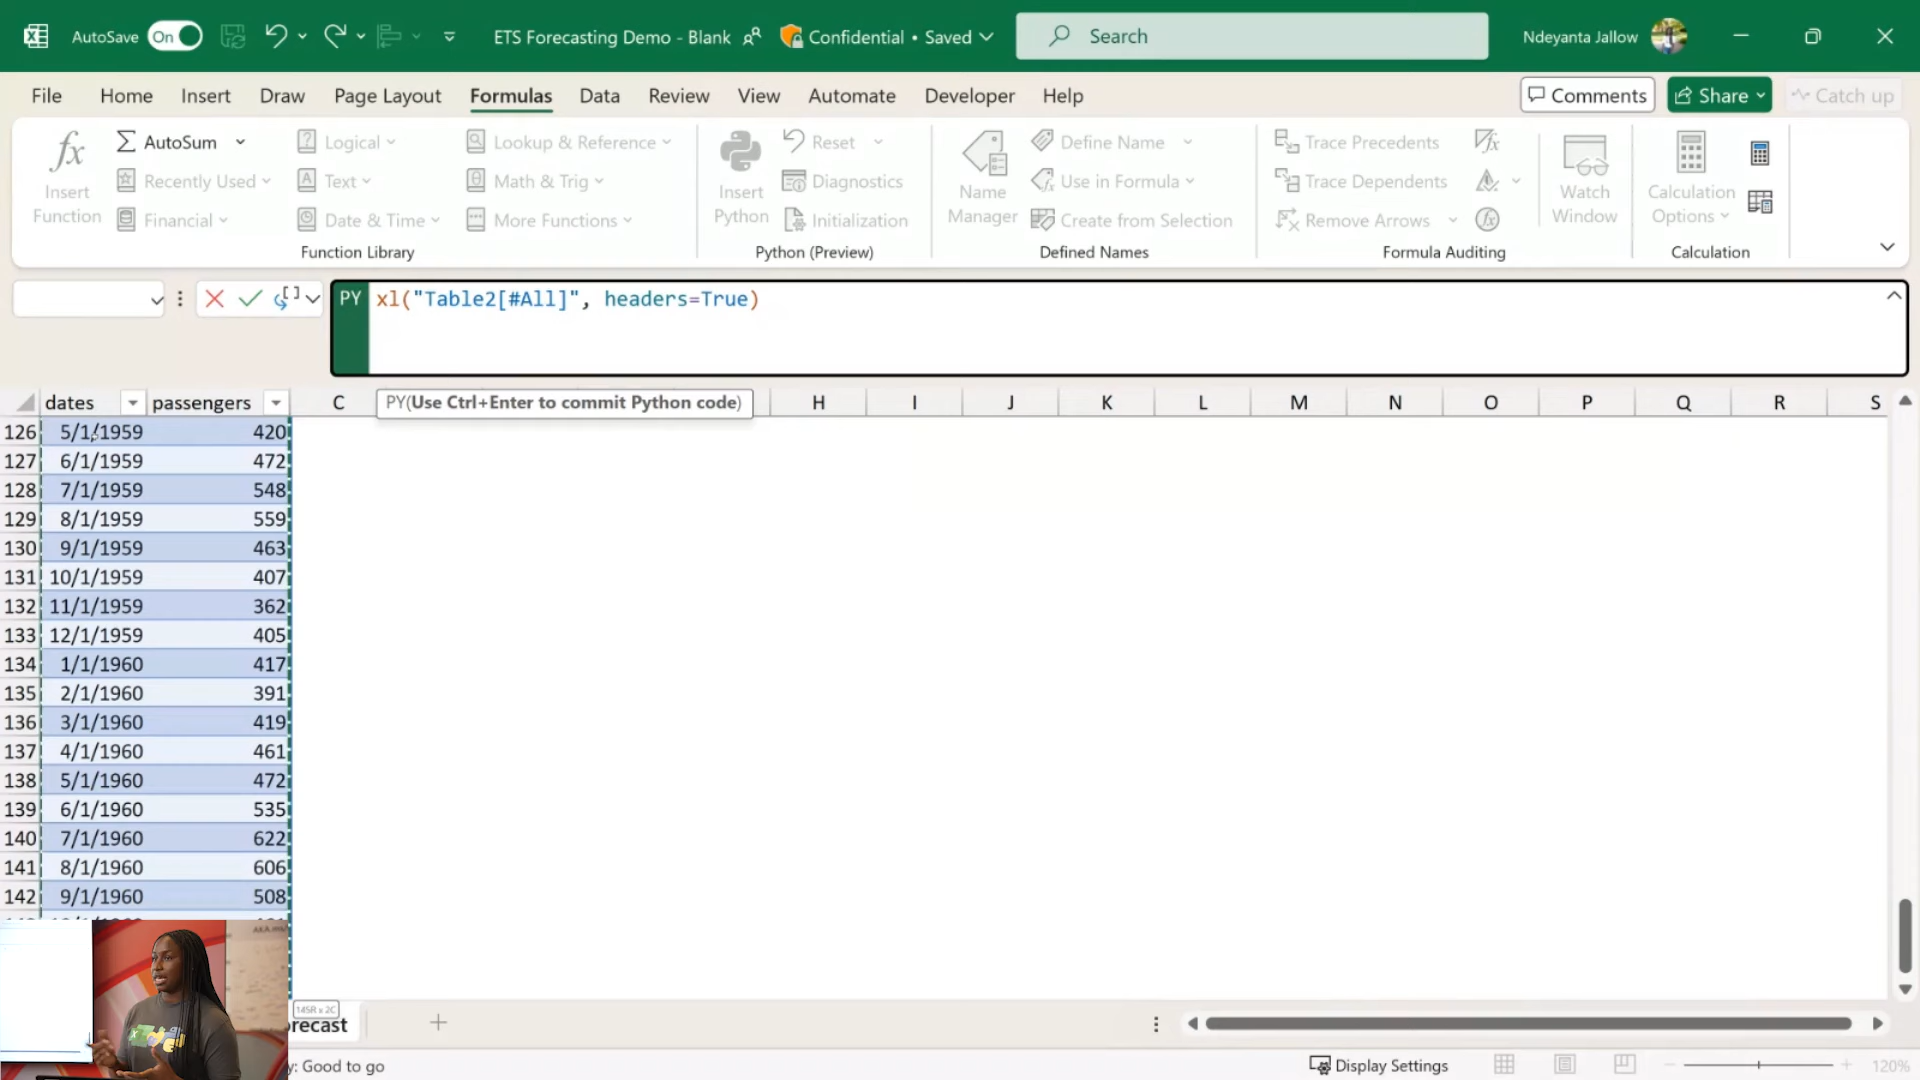 AutoSave On ETS Forecasting Demo - Blank Confidential • Saved Search Ndeyanta Jallow
File Home Insert Draw Page Layout Formulas Data Review View Automate Developer Help Comments Share Catch up
fx Insert Function
AutoSum
Recently Used
Financial
Logical
Text
Date & Time
Lookup & Reference
Math & Trig
More Functions
Function Library
Insert Python
Reset
Diagnostics
Initialization
Python (Preview)
Name Manager
Define Name
Use in Formula
Create from Selection
Defined Names
Trace Precedents
Trace Dependents
Remove Arrows
Formula Auditing
Watch Window
Calculation Options
Calculation
PY xl("Table2[#All]", headers=True)
PY(Use Ctrl+Enter to commit Python code)
dates passengers C H I J K L M N O P Q R S
126 5/1/1959 420
127 6/1/1959 472
128 7/1/1959 548
129 8/1/1959 559
130 9/1/1959 463
131 10/1/1959 407
132 11/1/1959 362
133 12/1/1959 405
134 1/1/1960 417
135 2/1/1960 391
136 3/1/1960 419
137 4/1/1960 461
138 5/1/1960 472
139 6/1/1960 535
140 7/1/1960 622
141 8/1/1960 606
142 9/1/1960 508
145R x 2C
recast
y: Good to go
Display Settings
120%